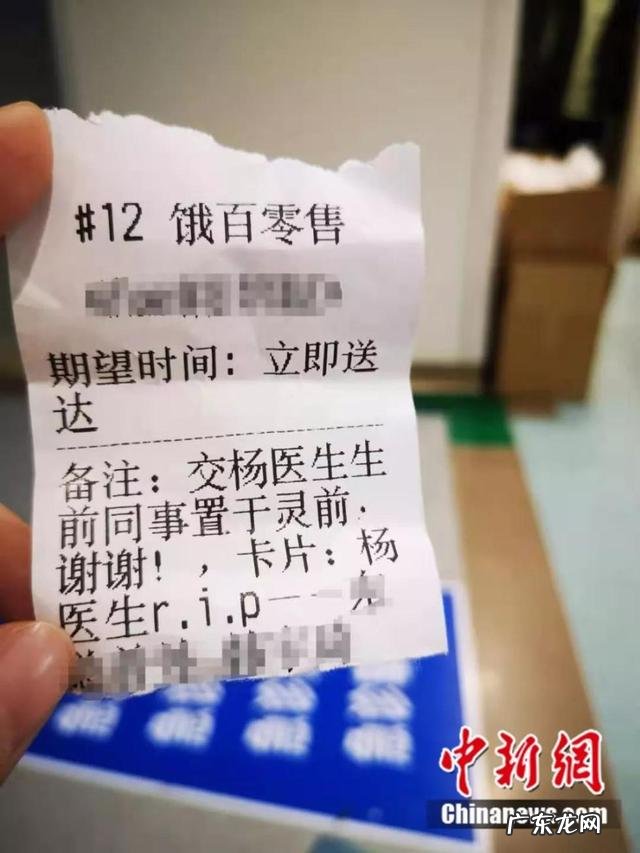 #12 饿百零售
期望时间：立即送
达
备注：交杨医生生
前同事置于灵前，
谢谢！，卡片：杨
医生r.i.p--
中新网
Chinanews.com
广东龙网